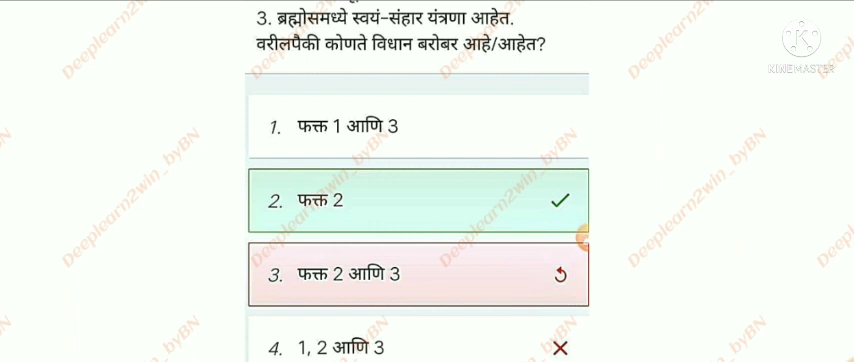 3. ब्रह्मोसमध्ये स्वयं-संहार यंत्रणा आहेत.
वरीलपैकी कोणते विधान बरोबर आहे/आहेत?
KINEMASTER
1. फक्त 1 आणि 3
2. फक्त 2
3. फक्त 2 आणि 3
4. 1, 2 आणि 3
Deeplearn2win_byBN